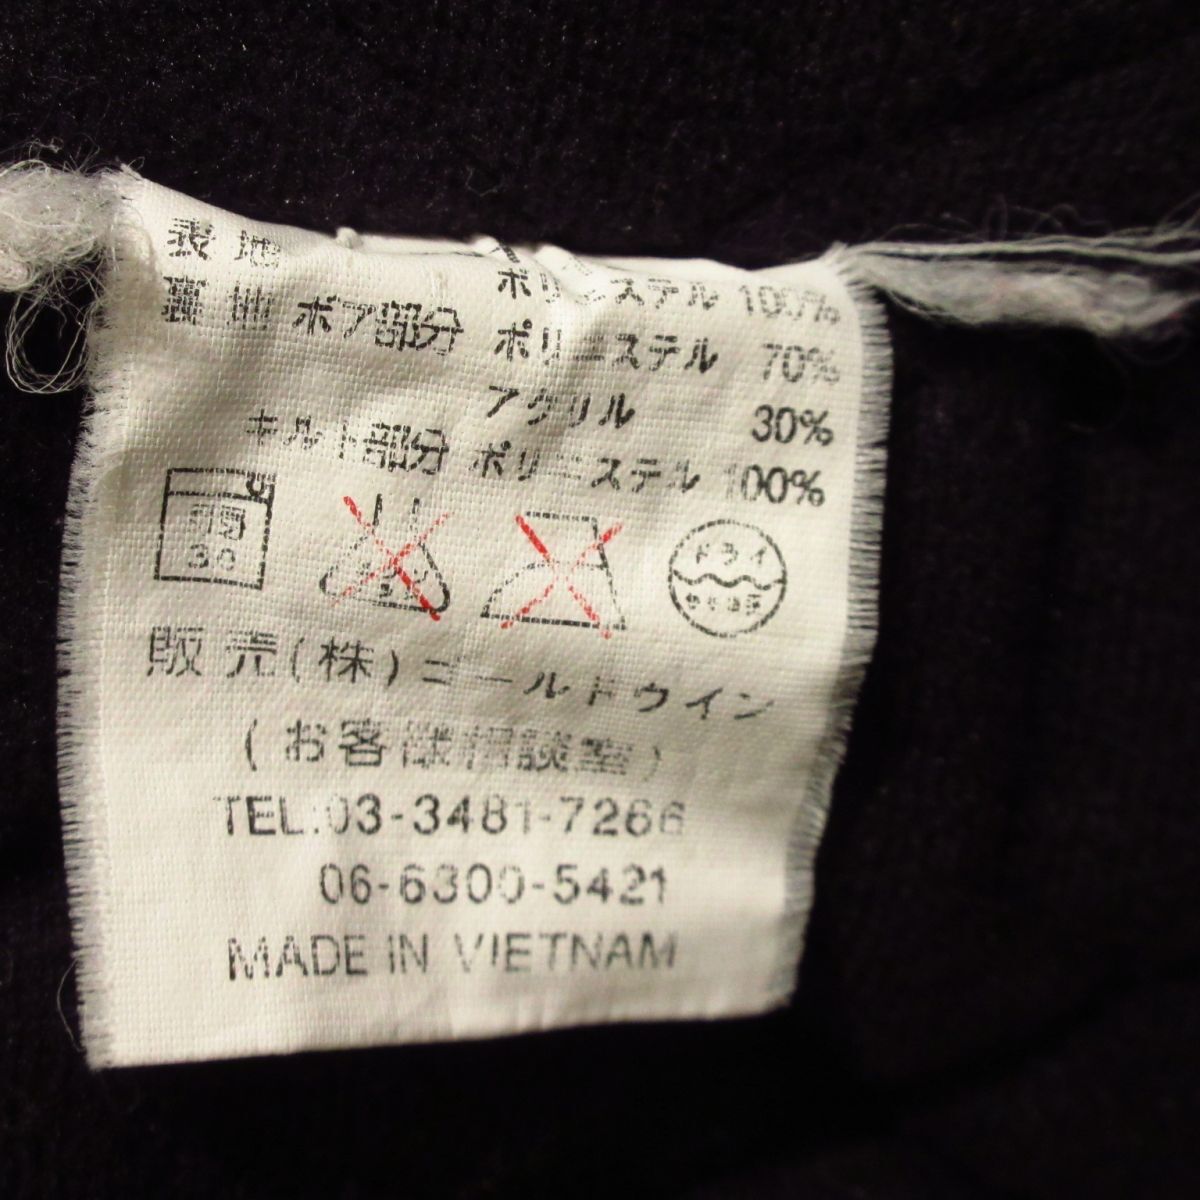 表地 ポリエステル 100%
裏地 ボア部分 ポリエステル 70%
アクリル 30%
キルト部分 ポリエステル 100%
弱 30
ドライ
販売(株)ゴールドウイン
(お客様相談室)
TEL:03-3481-7266
06-6300-5421
MADE IN VIETNAM